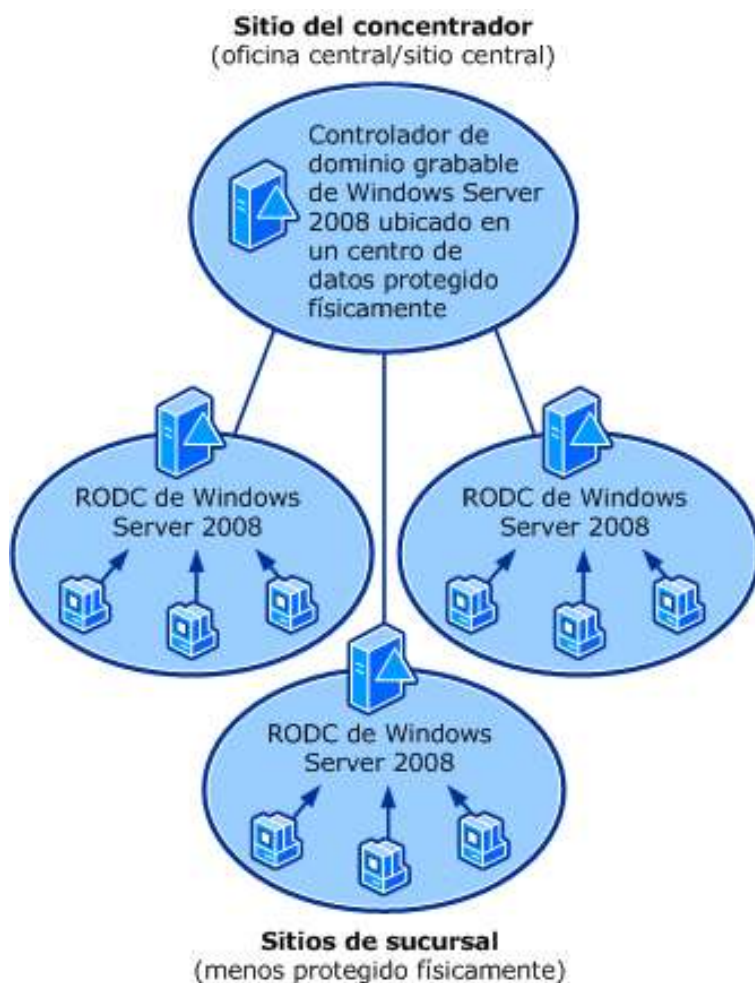 Sitio del concentrador
(oficina central/sitio central)
Controlador de
dominio grabable
de Windows Server
2008 ubicado en
un centro de
datos protegido
físicamente
RODC de Windows
Server 2008
RODC de Windows
Server 2008
RODC de Windows
Server 2008
Sitios de sucursal
(menos protegido físicamente)